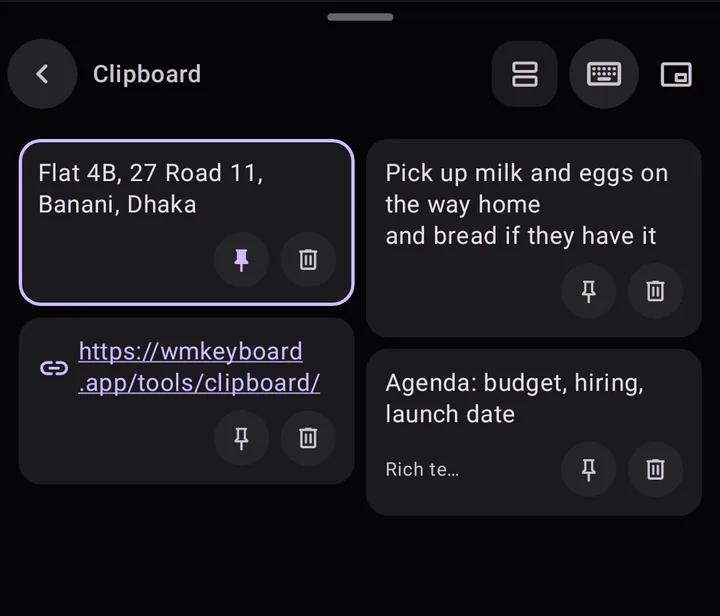 Clipboard
Flat 4B, 27 Road 11,
Banani, Dhaka
Pick up milk and eggs on
the way home
and bread if they have it
https://wmkeyboard
.app/tools/clipboard/
Agenda: budget, hiring,
launch date
Rich te…